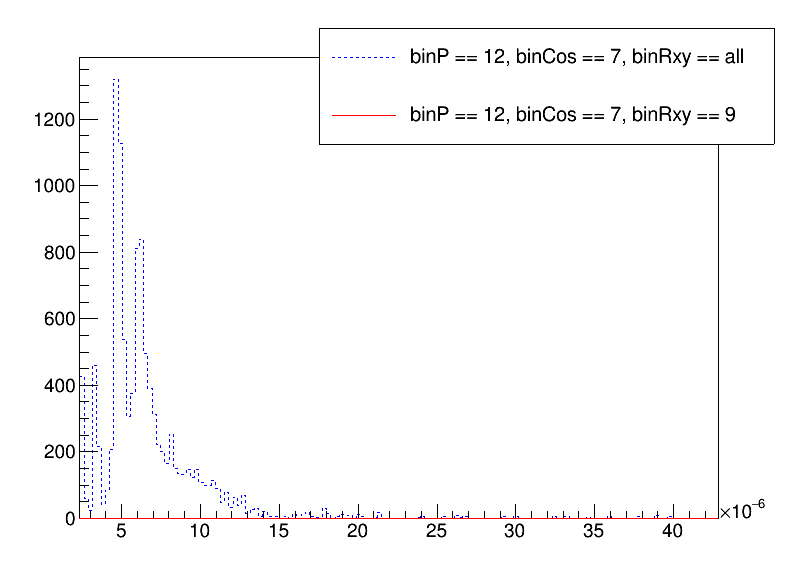 binP == 12, binCos == 7, binRxy == all
binP == 12, binCos == 7, binRxy == 9
1200
1000
800
600
400
200
0
5 10 15 20 25 30 35 40
×10⁻⁶